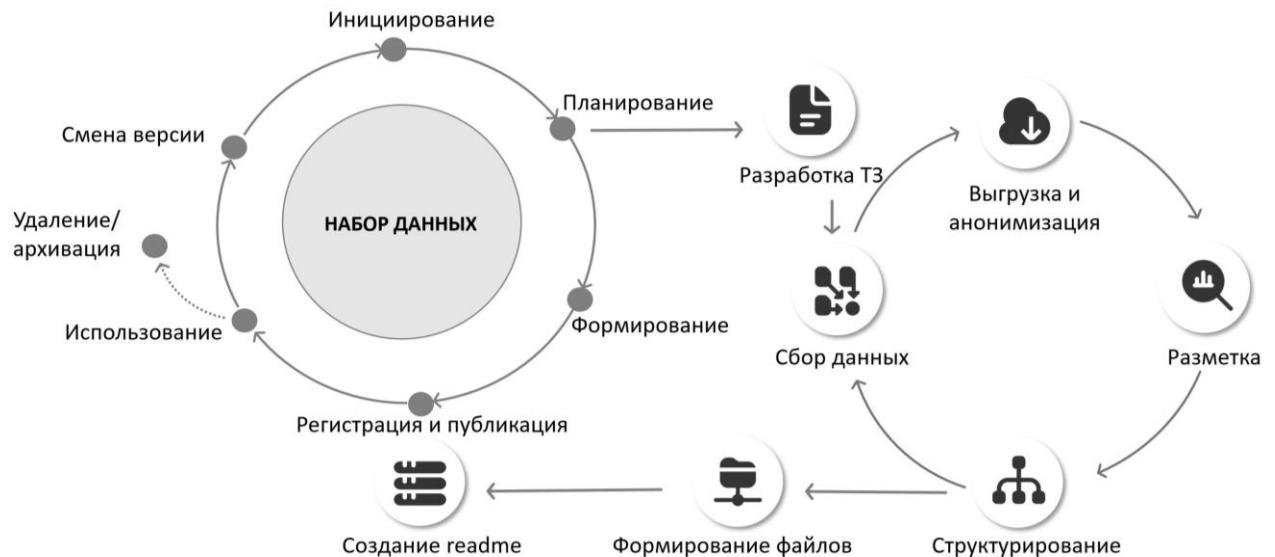 Инициирование
Планирование
Смена версии
Удаление/
архивация
НАБОР ДАННЫХ
Использование
Формирование
Регистрация и публикация
Разработка ТЗ
Выгрузка и
анонимизация
Сбор данных
Разметка
Создание readme
Формирование файлов
Структурирование